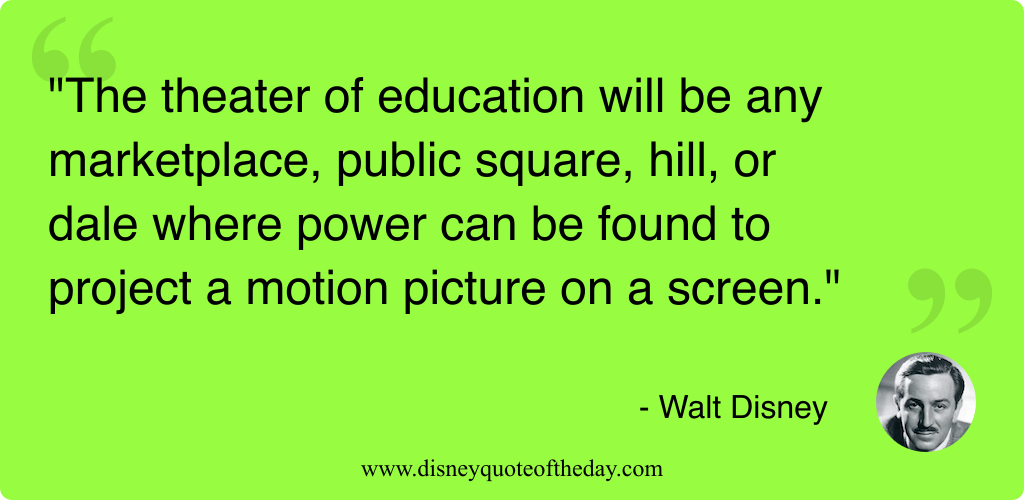 "The theater of education will be any
marketplace, public square, hill, or
dale where power can be found to
project a motion picture on a screen."
- Walt Disney
www.disneyquoteoftheday.com